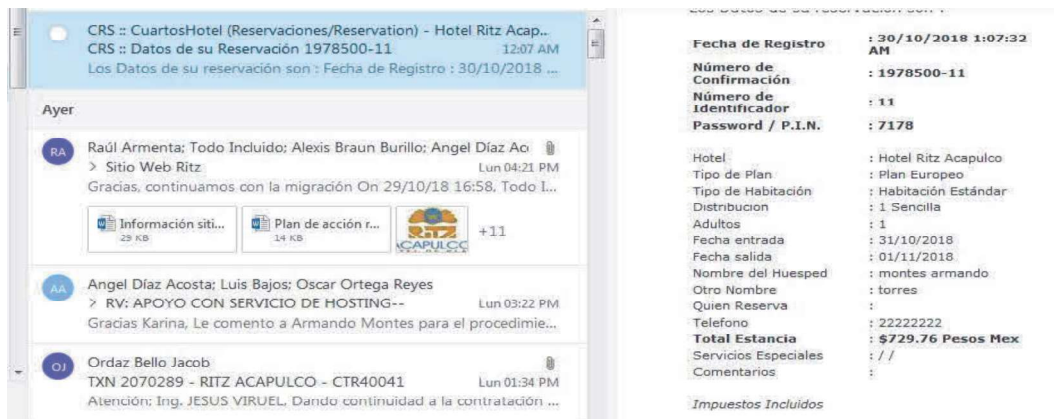 CRS :: CuartosHotel (Reservaciones/Reservation) - Hotel Ritz Acap..
CRS :: Datos de su Reservación 1978500-11 12:07 AM
Los Datos de su reservación son : Fecha de Registro : 30/10/2018 ...
Ayer
RA
Raúl Armenta; Todo Incluido; Alexis Braun Burillo; Angel Díaz Aco
> Sitio Web Ritz Lun 04:21 PM
Gracias, continuamos con la migración On 29/10/18 16:58, Todo I...
Información siti...
29 KB
Plan de acción r...
14 KB
RITZ
ACAPULCO
+11
AA
Angel Díaz Acosta; Luis Bajos; Oscar Ortega Reyes
> RV: APOYO CON SERVICIO DE HOSTING-- Lun 03:22 PM
Gracias Karina, Le comento a Armando Montes para el procedimie...
OJ
Ordaz Bello Jacob
TXN 2070289 - RITZ ACAPULCO - CTR40041 Lun 01:34 PM
Atención; Ing. JESUS VIRUEL, Dando continuidad a la contratación ...
Los Datos de su reservación son :
Fecha de Registro : 30/10/2018 1:07:32
AM
Número de
Confirmación : 1978500-11
Número de
Identificador : 11
Password / P.I.N. : 7178
Hotel : Hotel Ritz Acapulco
Tipo de Plan : Plan Europeo
Tipo de Habitación : Habitación Estándar
Distribucion : 1 Sencilla
Adultos : 1
Fecha entrada : 31/10/2018
Fecha salida : 01/11/2018
Nombre del Huesped : montes armando
Otro Nombre : torres
Quien Reserva :
Telefono : 22222222
Total Estancia : $729.76 Pesos Mex
Servicios Especiales : / /
Comentarios :
Impuestos Incluidos